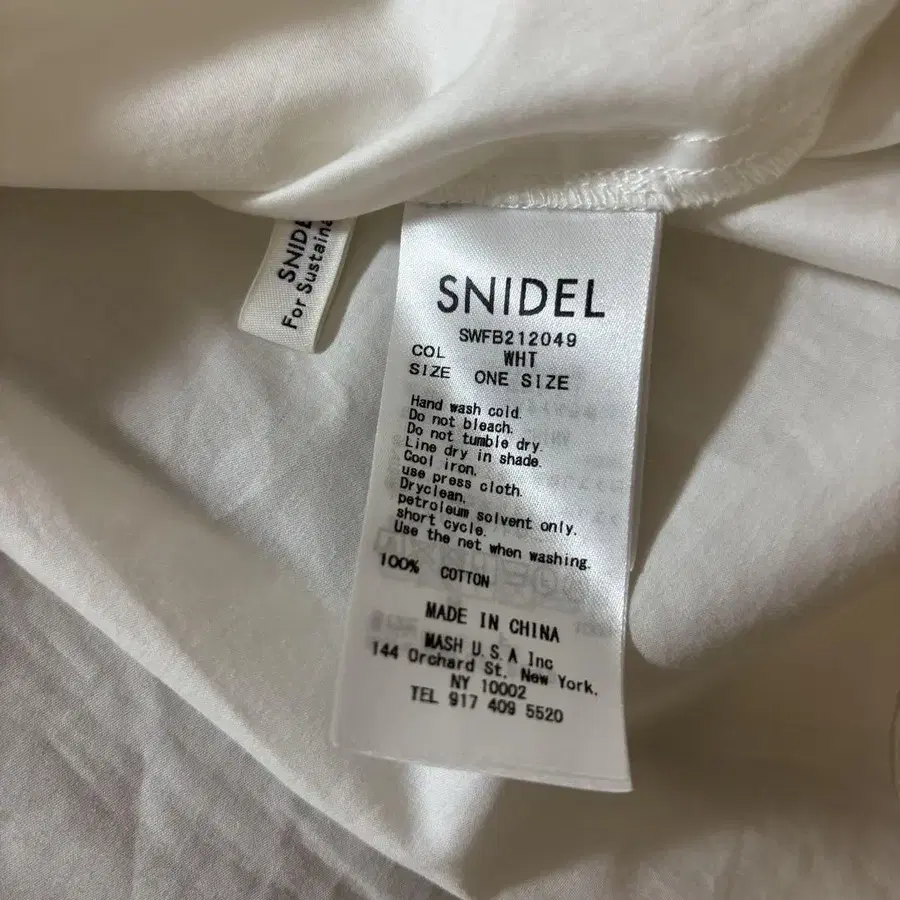 SNIDEL
SWFB212049
COL WHT
SIZE ONE SIZE
Hand wash cold.
Do not bleach.
Do not tumble dry.
Line dry in shade.
Cool iron.
use press cloth.
Dryclean.
petroleum solvent only.
short cycle.
Use the net when washing.
100% COTTON
MADE IN CHINA
MASH U.S.A Inc
144 Orchard St. New York.
NY 10002
TEL 917 409 5520
SNIDE
For Sustaina